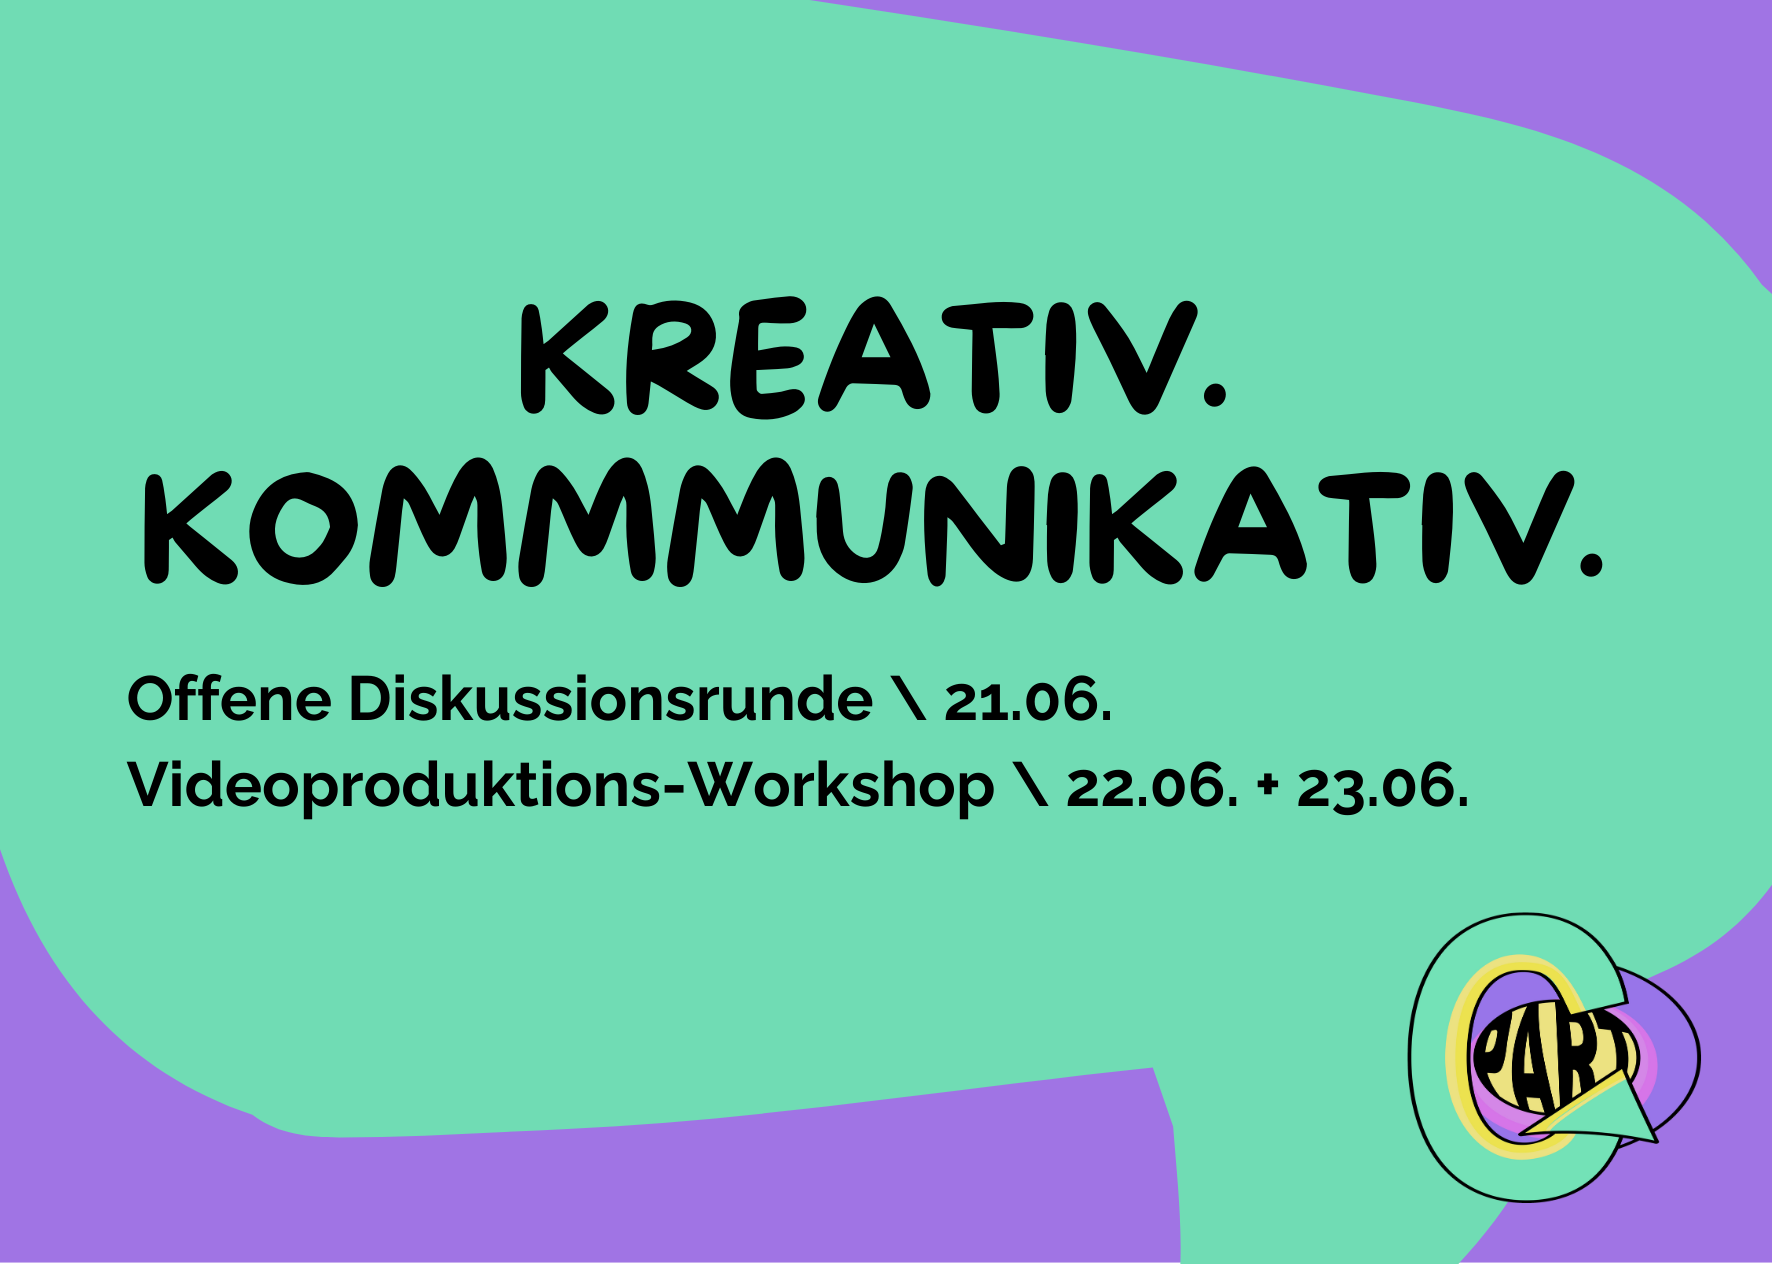 KREATIV.
KOMMMUNIKATIV.
Offene Diskussionsrunde \ 21.06.
Videoproduktions-Workshop \ 22.06. + 23.06.
PART